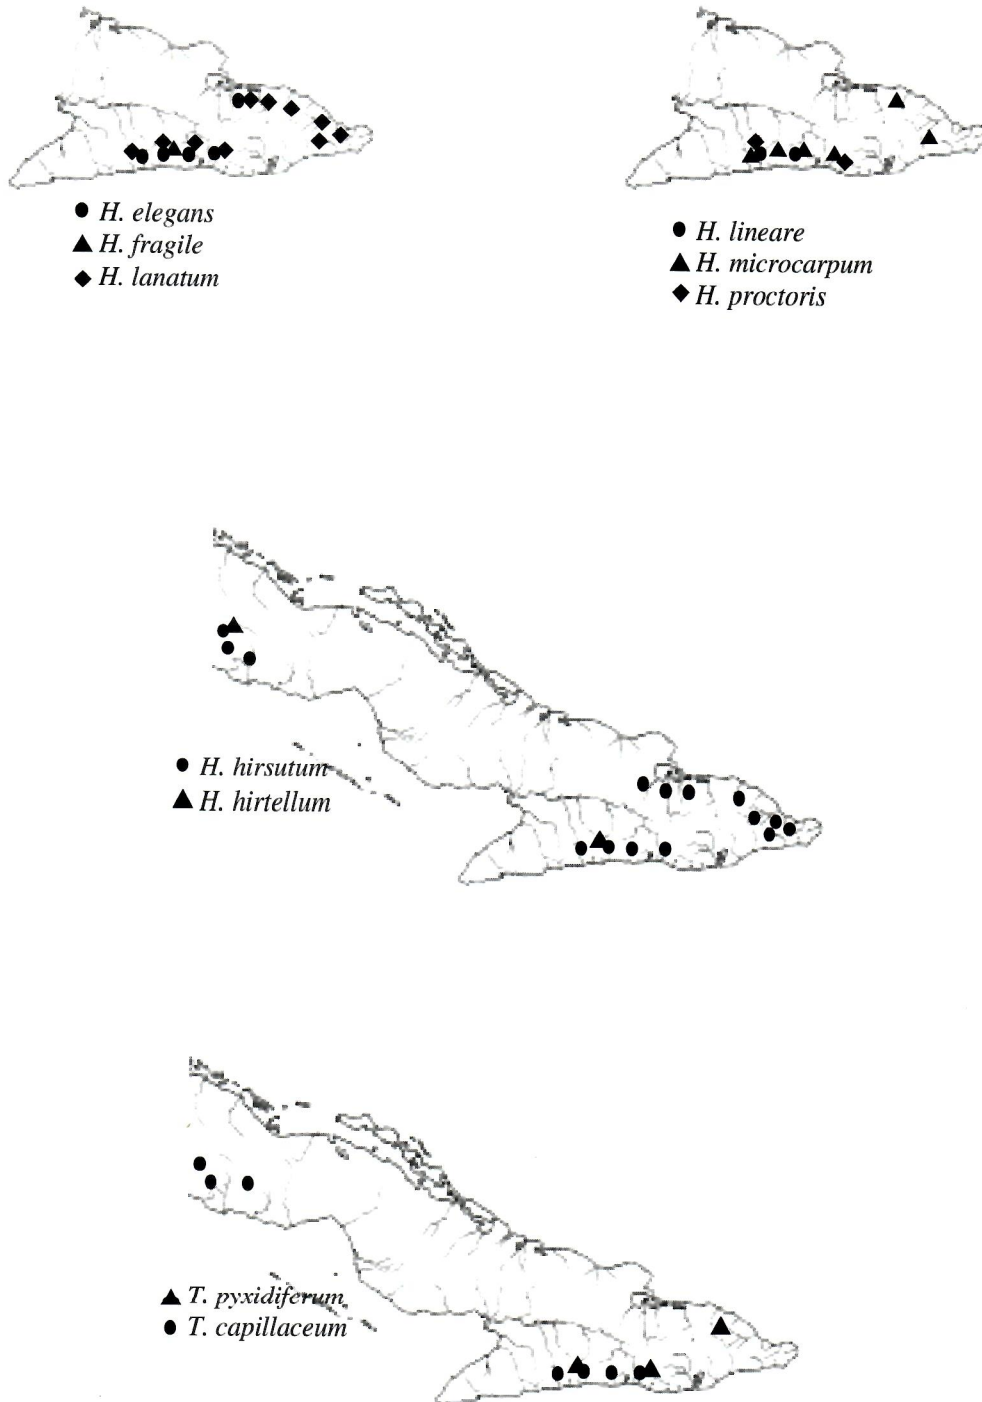 H. elegans
H. fragile
H. lanatum
H. lineare
H. microcarpum
H. proctoris
H. hirsutum
H. hirtellum
T. pyxidiferum
T. capillaceum